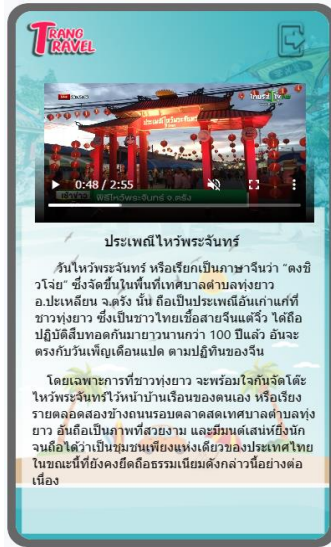 TRANG
TRAVEL
ประเพณีไหว้พระจันทร์
0:48 / 2:55
พิธีไหว้พระจันทร์ จ.ตรัง
ประเพณีไหว้พระจันทร์
วันไหว้พระจันทร์ หรือเรียกเป็นภาษาจีนว่า “ตงชิ
วโจ่ย” ซึ่งจัดขึ้นในพื้นที่เทศบาลตำบลทุ่งยาว
อ.ปะเหลียน จ.ตรัง นั้น ถือเป็นประเพณีอันเก่าแก่ที่
ชาวทุ่งยาว ซึ่งเป็นชาวไทยเชื้อสายจีนแต้จิ๋ว ได้ถือ
ปฏิบัติสืบทอดกันมายาวนานกว่า 100 ปีแล้ว อันจะ
ตรงกับวันเพ็ญเดือนแปด ตามปฏิทินของจีน
โดยเฉพาะการที่ชาวทุ่งยาว จะพร้อมใจกันจัดโต๊ะ
ไหว้พระจันทร์ไว้หน้าบ้านเรือนของตนเอง หรือเรียง
รายตลอดสองข้างถนนรอบตลาดสดเทศบาลตำบลทุ่ง
ยาว อันถือเป็นภาพที่สวยงาม และมีมนต์เสน่ห์ยิ่งนัก
จนถือได้ว่าเป็นชุมชนเพียงแห่งเดียวของประเทศไทย
ในขณะนี้ที่ยังคงยึดถือธรรมเนียมดังกล่าวนี้อย่างต่อ
เนื่อง